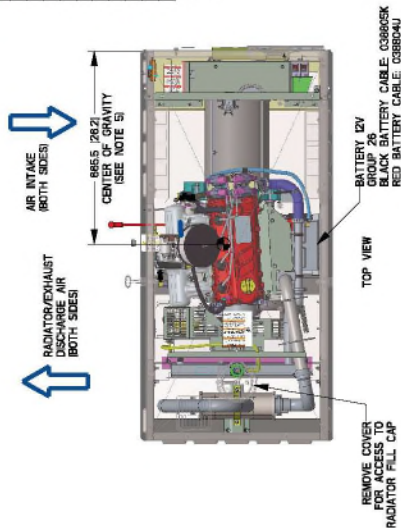 AIR INTAKE
(BOTH SIDES)
665.5 [26.2]
CENTER OF GRAVITY
(SEE NOTE 5)
RADIATOR/EXHAUST
DISCHARGE AIR
(BOTH SIDES)
BATTERY 12V
GROUP 26
BLACK BATTERY CABLE: 038805K
RED BATTERY CABLE: 038804U
TOP VIEW
REMOVE COVER
FOR ACCESS TO
RADIATOR FILL CAP